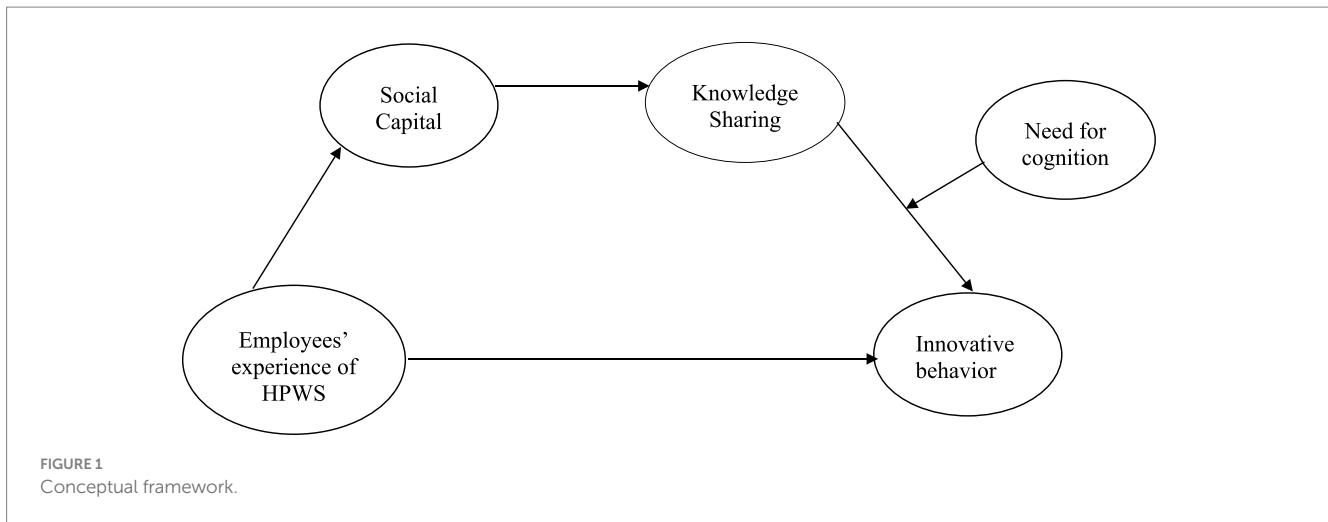 Social
Capital
Knowledge
Sharing
Need for
cognition
Employees’
experience of
HPWS
Innovative
behavior
FIGURE 1
Conceptual framework.